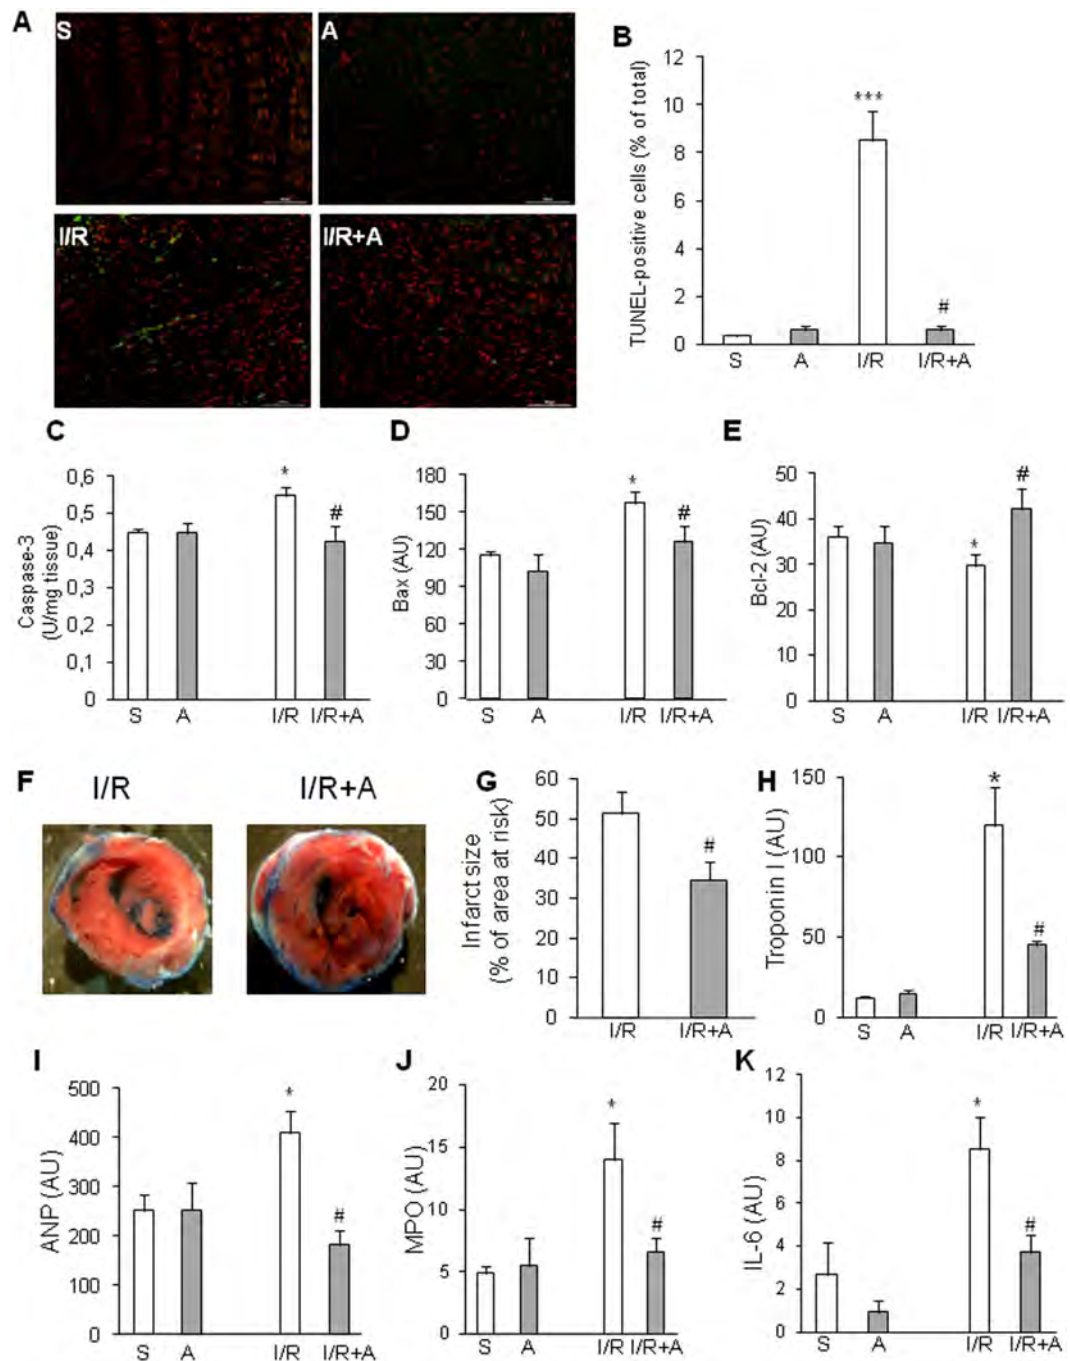 A
S
A
I/R
I/R+A
B
TUNEL-positive cells (% of total)
12
10
8
6
4
2
0
***
#
S A I/R I/R+A
C
Caspase-3
(U/mg tissue)
0,6
0,5
0,4
0,3
0,2
0,1
0
*
#
S A I/R I/R+A
D
Bax (AU)
180
150
120
90
60
30
0
*
#
S A I/R I/R+A
E
Bcl-2 (AU)
50
40
30
20
10
0
*
#
S A I/R I/R+A
F
I/R
I/R+A
G
Infarct size
(% of area at risk)
60
50
40
30
20
10
0
#
I/R I/R+A
H
Troponin I (AU)
150
100
50
0
*
#
S A I/R I/R+A
I
ANP (AU)
500
400
300
200
100
0
*
#
S A I/R I/R+A
J
MPO (AU)
20
15
10
5
0
*
#
S A I/R I/R+A
K
IL-6 (AU)
12
10
8
6
4
2
0
*
#
S A I/R I/R+A